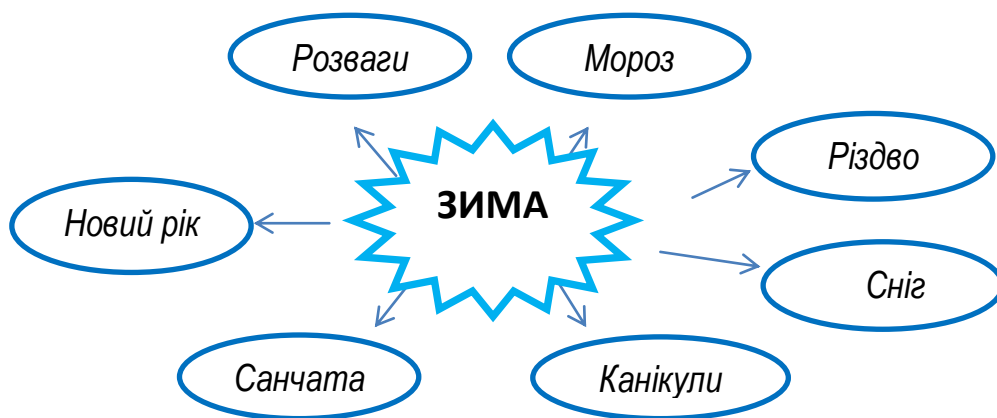 Розваги
Мороз
Різдво
ЗИМА
Новий рік
Сніг
Санчата
Канікули